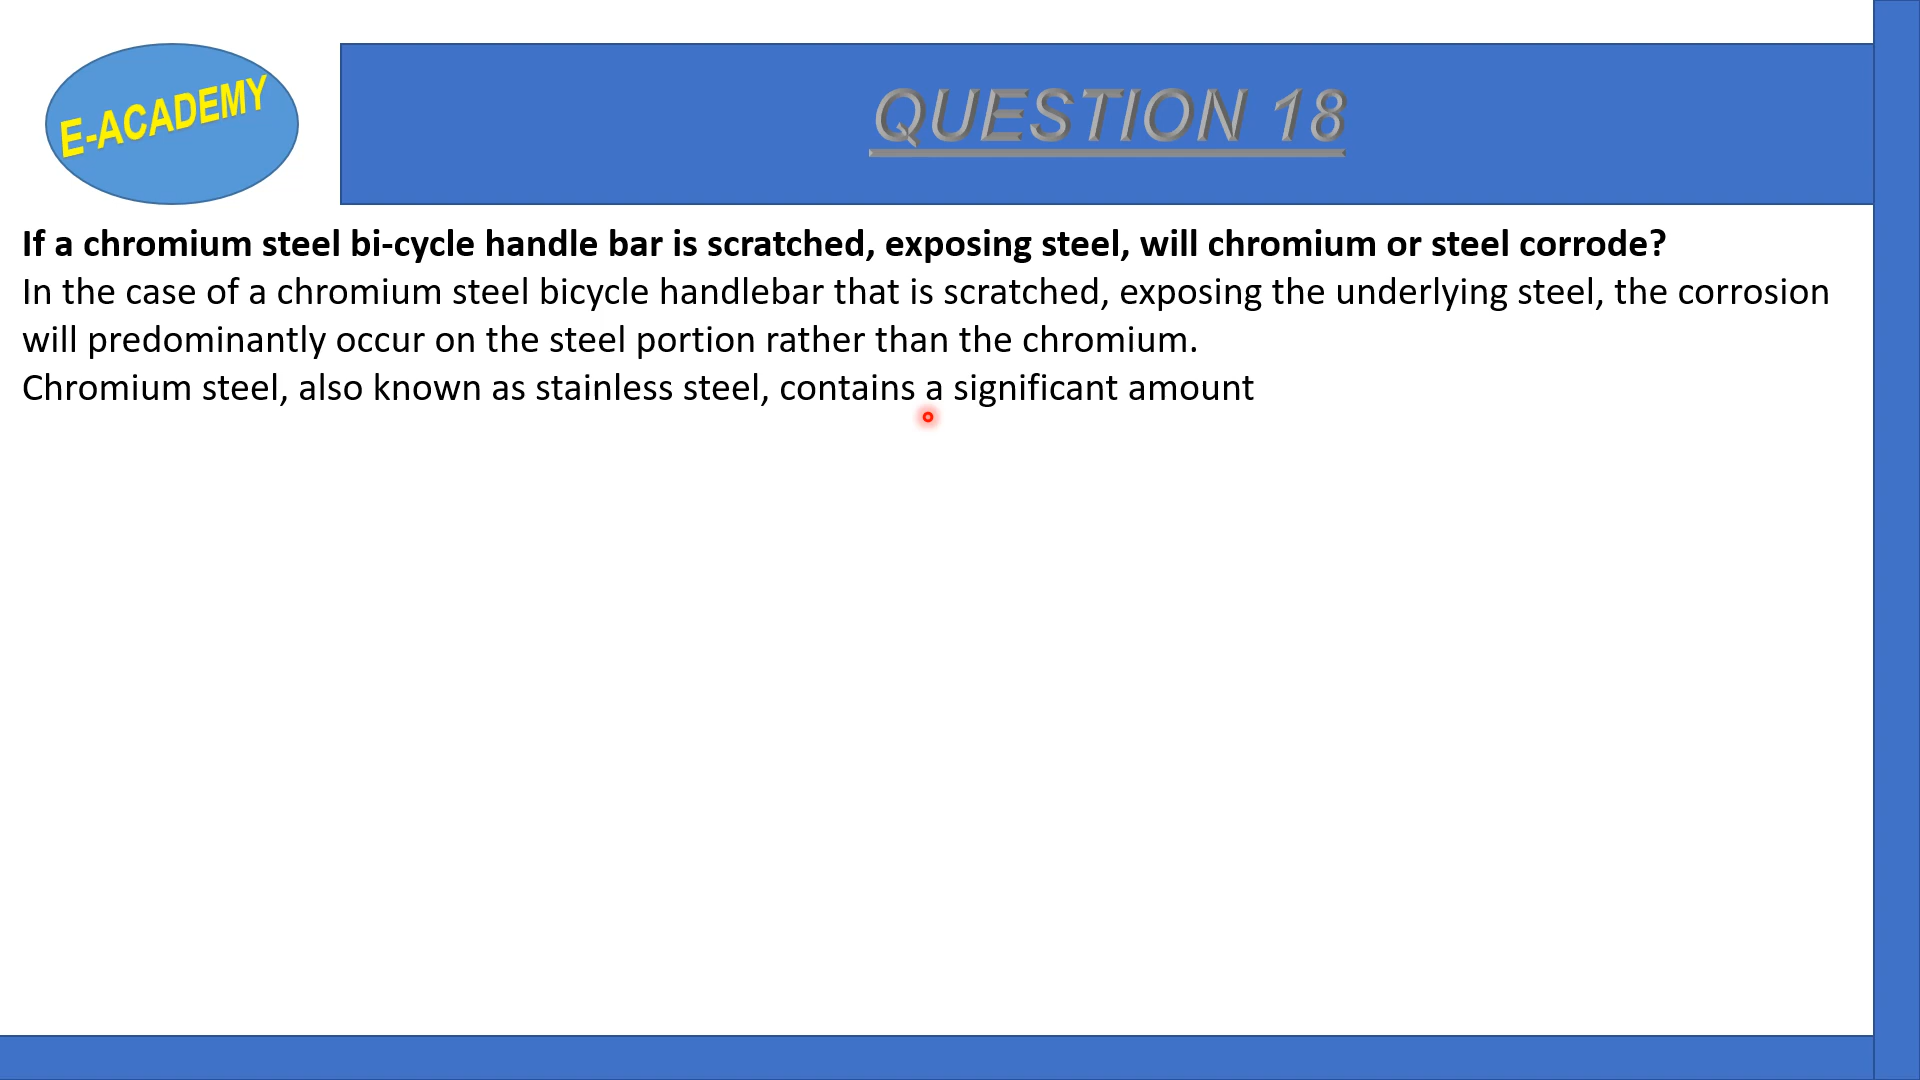 E-ACADEMY
QUESTION 18
If a chromium steel bi-cycle handle bar is scratched, exposing steel, will chromium or steel corrode?
In the case of a chromium steel bicycle handlebar that is scratched, exposing the underlying steel, the corrosion
will predominantly occur on the steel portion rather than the chromium.
Chromium steel, also known as stainless steel, contains a significant amount